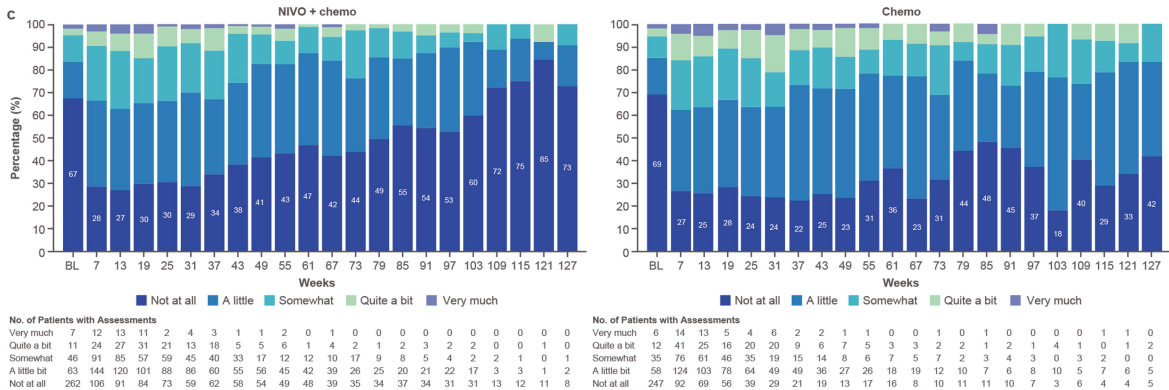 c
NIVO + chemo
Percentage (%)
100
90
80
70
60
50
40
30
20
10
0
67 28 27 30 30 29 34 38 41 43 47 42 44 49 55 54 53 60 72 75 85 73
BL 7 13 19 25 31 37 43 49 55 61 67 73 79 85 91 97 103 109 115 121 127
Weeks
Not at all A little Somewhat Quite a bit Very much
No. of Patients with Assessments
Very much 7 12 13 11 2 4 3 1 1 2 0 1 0 0 0 0 0 0 0 0 0 0
Quite a bit 11 24 27 31 21 13 18 5 5 6 1 4 2 1 2 3 2 2 0 0 0 0
Somewhat 46 91 85 57 59 45 40 33 17 12 12 10 17 9 8 5 4 2 2 1 0 1
A little bit 63 144 120 101 88 86 60 55 56 45 42 39 26 25 20 21 22 17 3 3 1 2
Not at all 262 106 91 84 73 59 62 58 54 49 48 39 35 34 37 34 31 31 13 12 11 8
Chemo
100
90
80
70
60
50
40
30
20
10
0
69 27 25 28 24 24 22 25 23 31 36 23 31 44 48 45 37 18 40 29 33 42
BL 7 13 19 25 31 37 43 49 55 61 67 73 79 85 91 97 103 109 115 121 127
Weeks
Not at all A little Somewhat Quite a bit Very much
No. of Patients with Assessments
Very much 6 14 13 5 4 6 2 2 1 1 0 0 1 0 1 0 0 0 0
Quite a bit 12 41 25 16 20 20 9 6 7 6 3 3 2 2 1 2 1 0 1 1 1 0
Somewhat 35 76 61 46 35 19 15 14 8 6 7 5 7 2 3 4 3 3 3 2 1 2
A little bit 58 124 103 78 64 49 49 36 27 26 18 19 12 10 7 6 8 10 5 7 6 5
Not at all 247 92 69 56 39 29 21 19 13 17 16 8 10 11 11 10 7 3 6 4 4 5